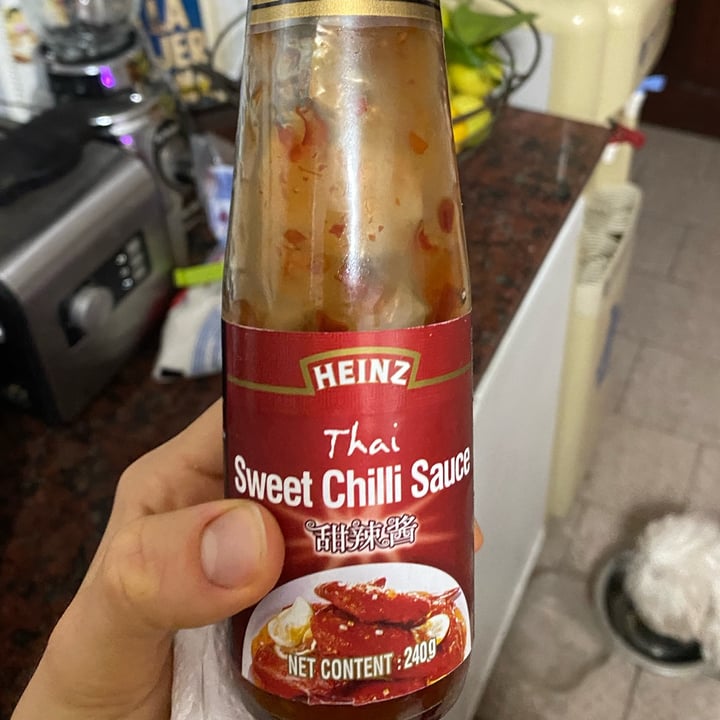 HEINZ
Thai
Sweet Chilli Sauce
甜辣酱
NET CONTENT : 240g